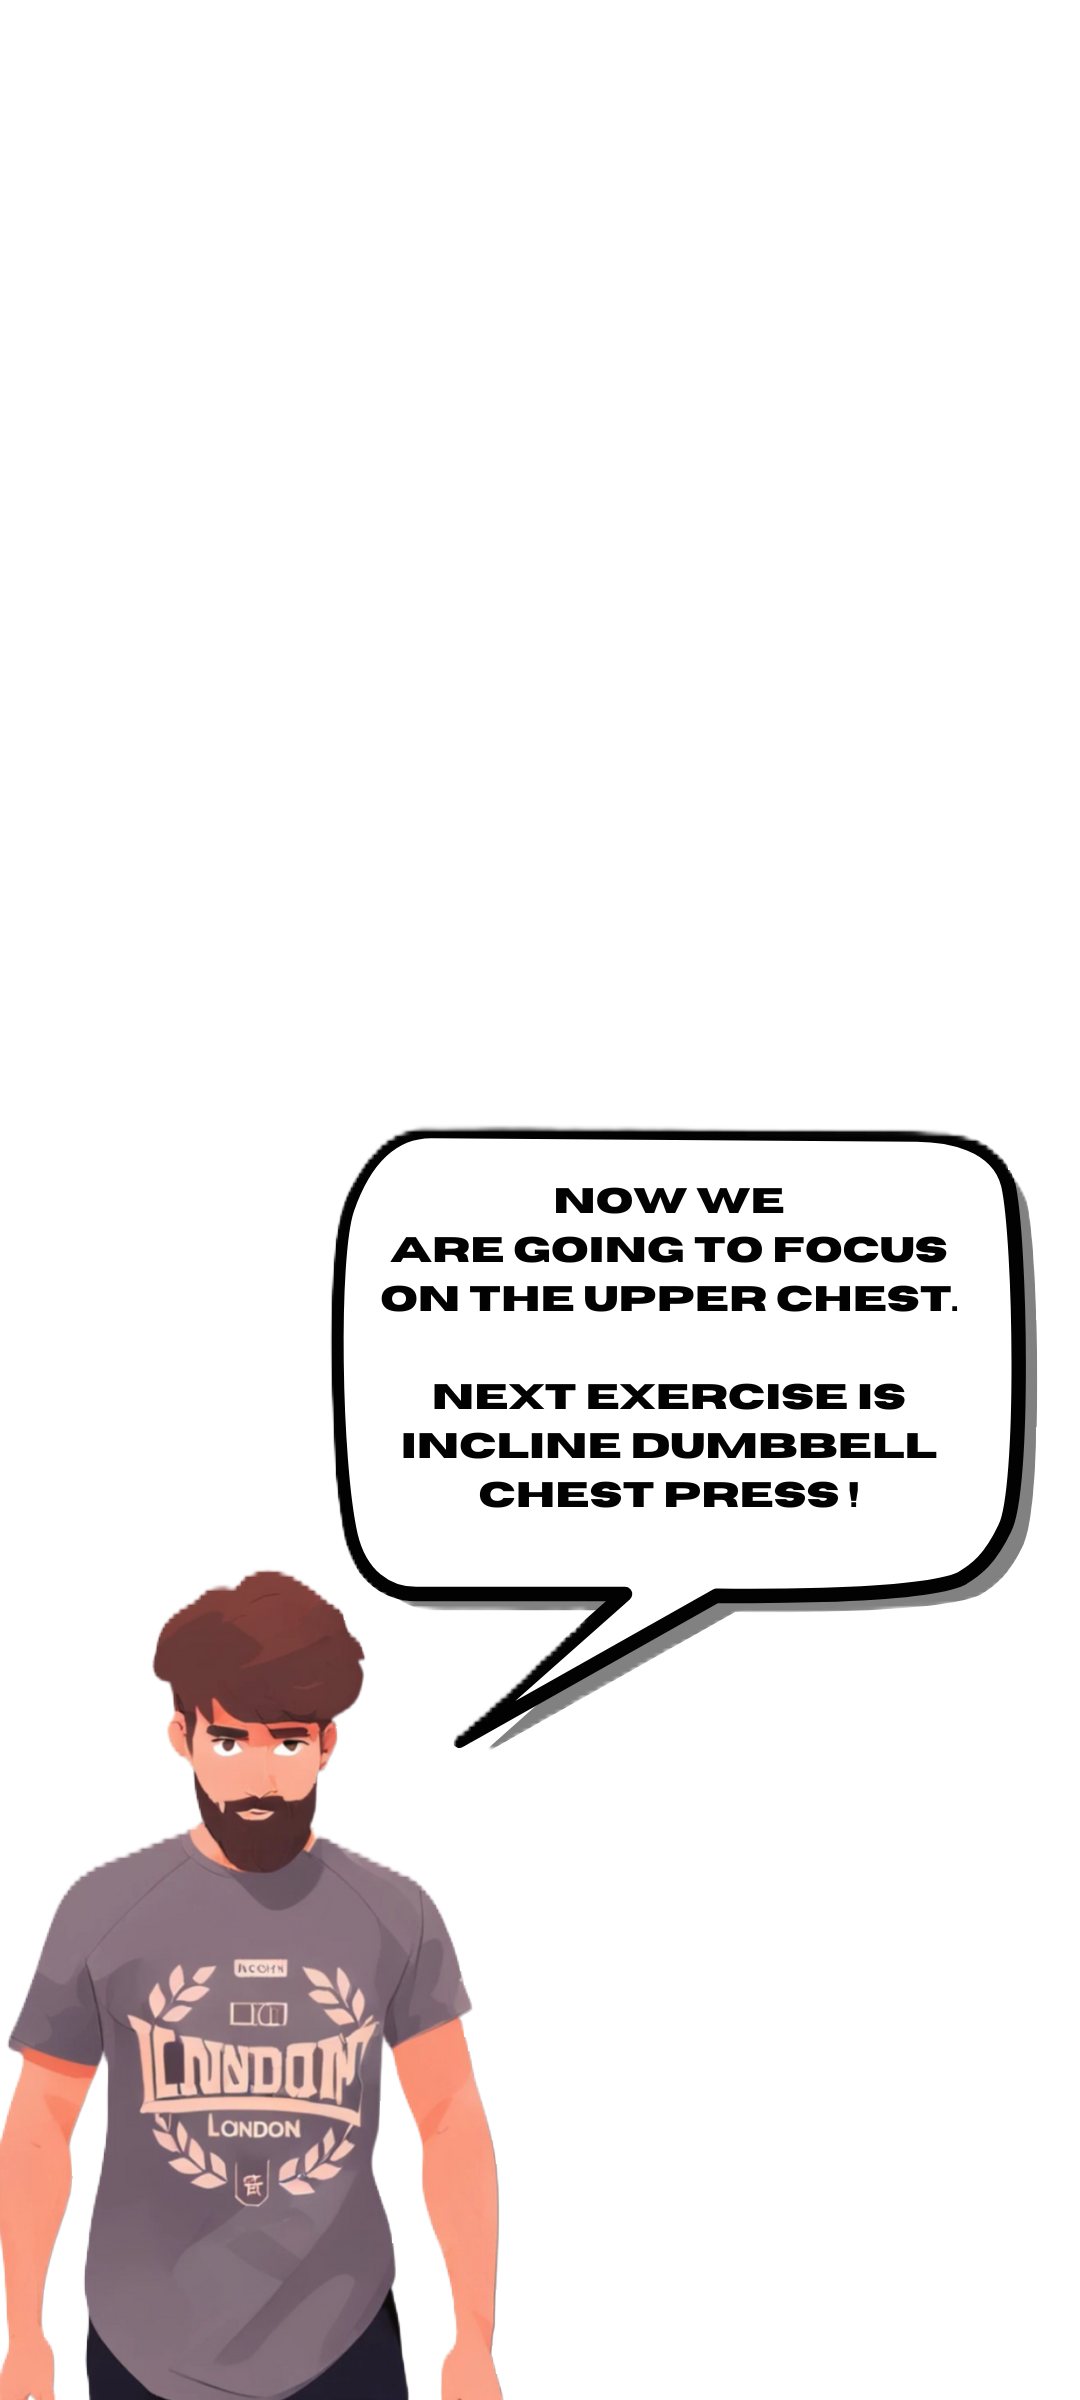 NOW WE
ARE GOING TO FOCUS
ON THE UPPER CHEST.
NEXT EXERCISE IS
INCLINE DUMBBELL
CHEST PRESS !
LONDON